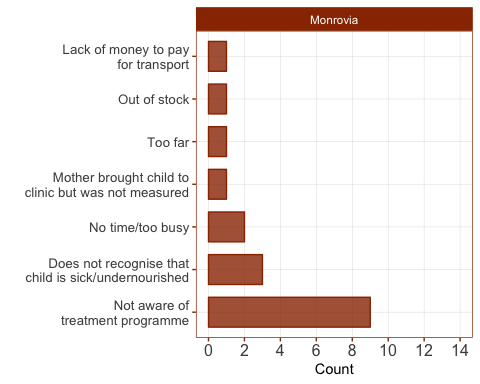 Monrovia
Lack of money to pay
for transport
Out of stock
Too far
Mother brought child to
clinic but was not measured
No time/too busy
Does not recognise that
child is sick/undernourished
Not aware of
treatment programme
0 2 4 6 8 10 12 14
Count